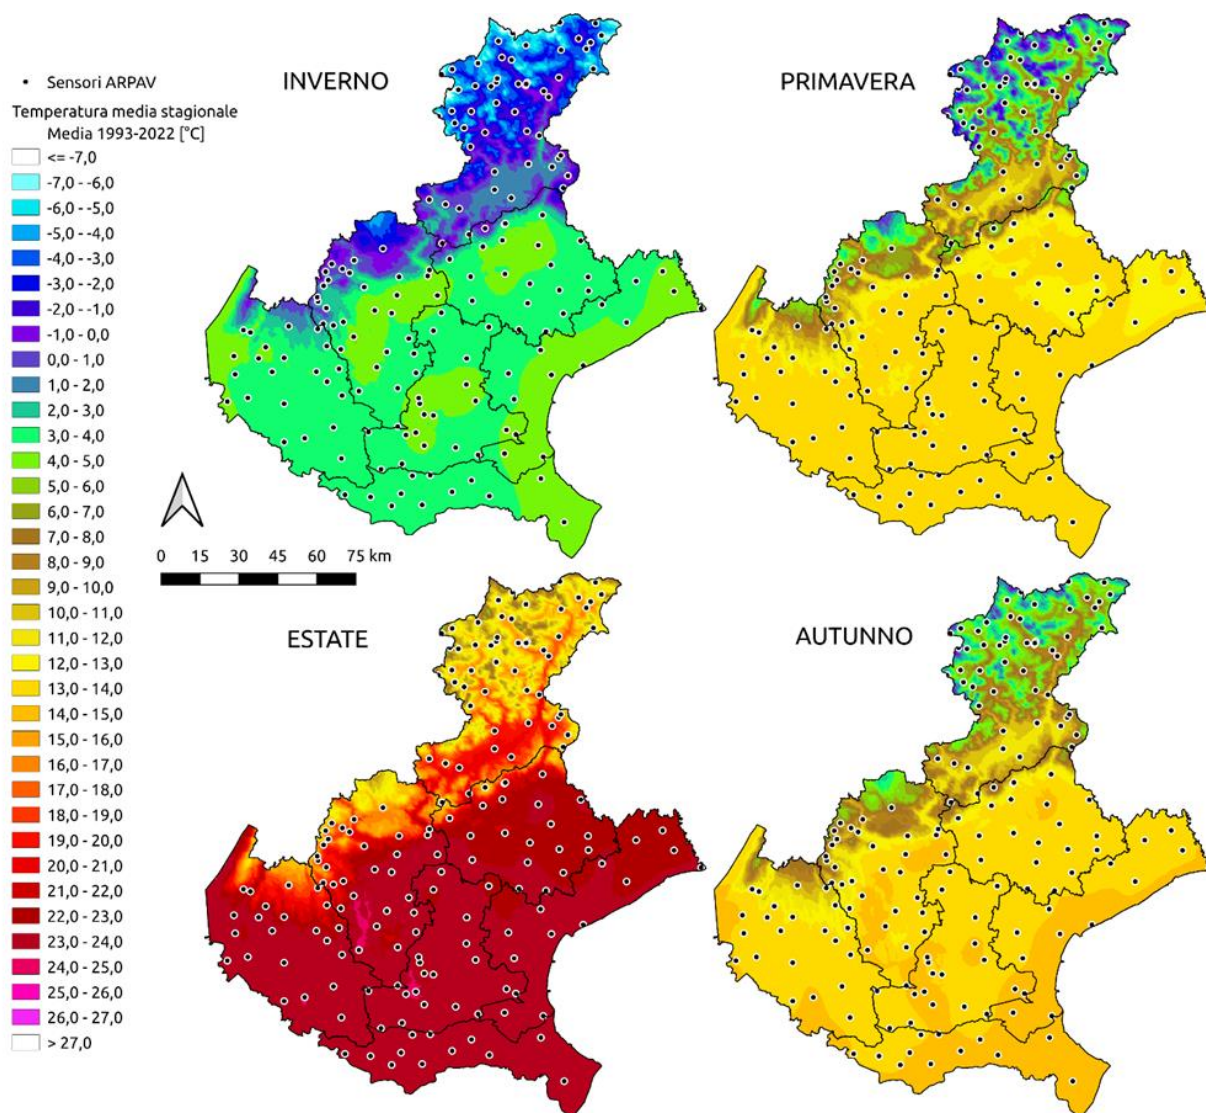 INVERNO
PRIMAVERA
Sensori ARPAV
Temperatura media stagionale
Media 1993-2022 [°C]
<= -7,0
-7,0 - -6,0
-6,0 - -5,0
-5,0 - -4,0
-4,0 - -3,0
-3,0 - -2,0
-2,0 - -1,0
-1,0 - 0,0
0,0 - 1,0
1,0 - 2,0
2,0 - 3,0
3,0 - 4,0
4,0 - 5,0
5,0 - 6,0
6,0 - 7,0
7,0 - 8,0
8,0 - 9,0
9,0 - 10,0
10,0 - 11,0
11,0 - 12,0
12,0 - 13,0
13,0 - 14,0
14,0 - 15,0
15,0 - 16,0
16,0 - 17,0
17,0 - 18,0
18,0 - 19,0
19,0 - 20,0
20,0 - 21,0
21,0 - 22,0
22,0 - 23,0
23,0 - 24,0
24,0 - 25,0
25,0 - 26,0
26,0 - 27,0
> 27,0
0 15 30 45 60 75 km
ESTATE
AUTUNNO